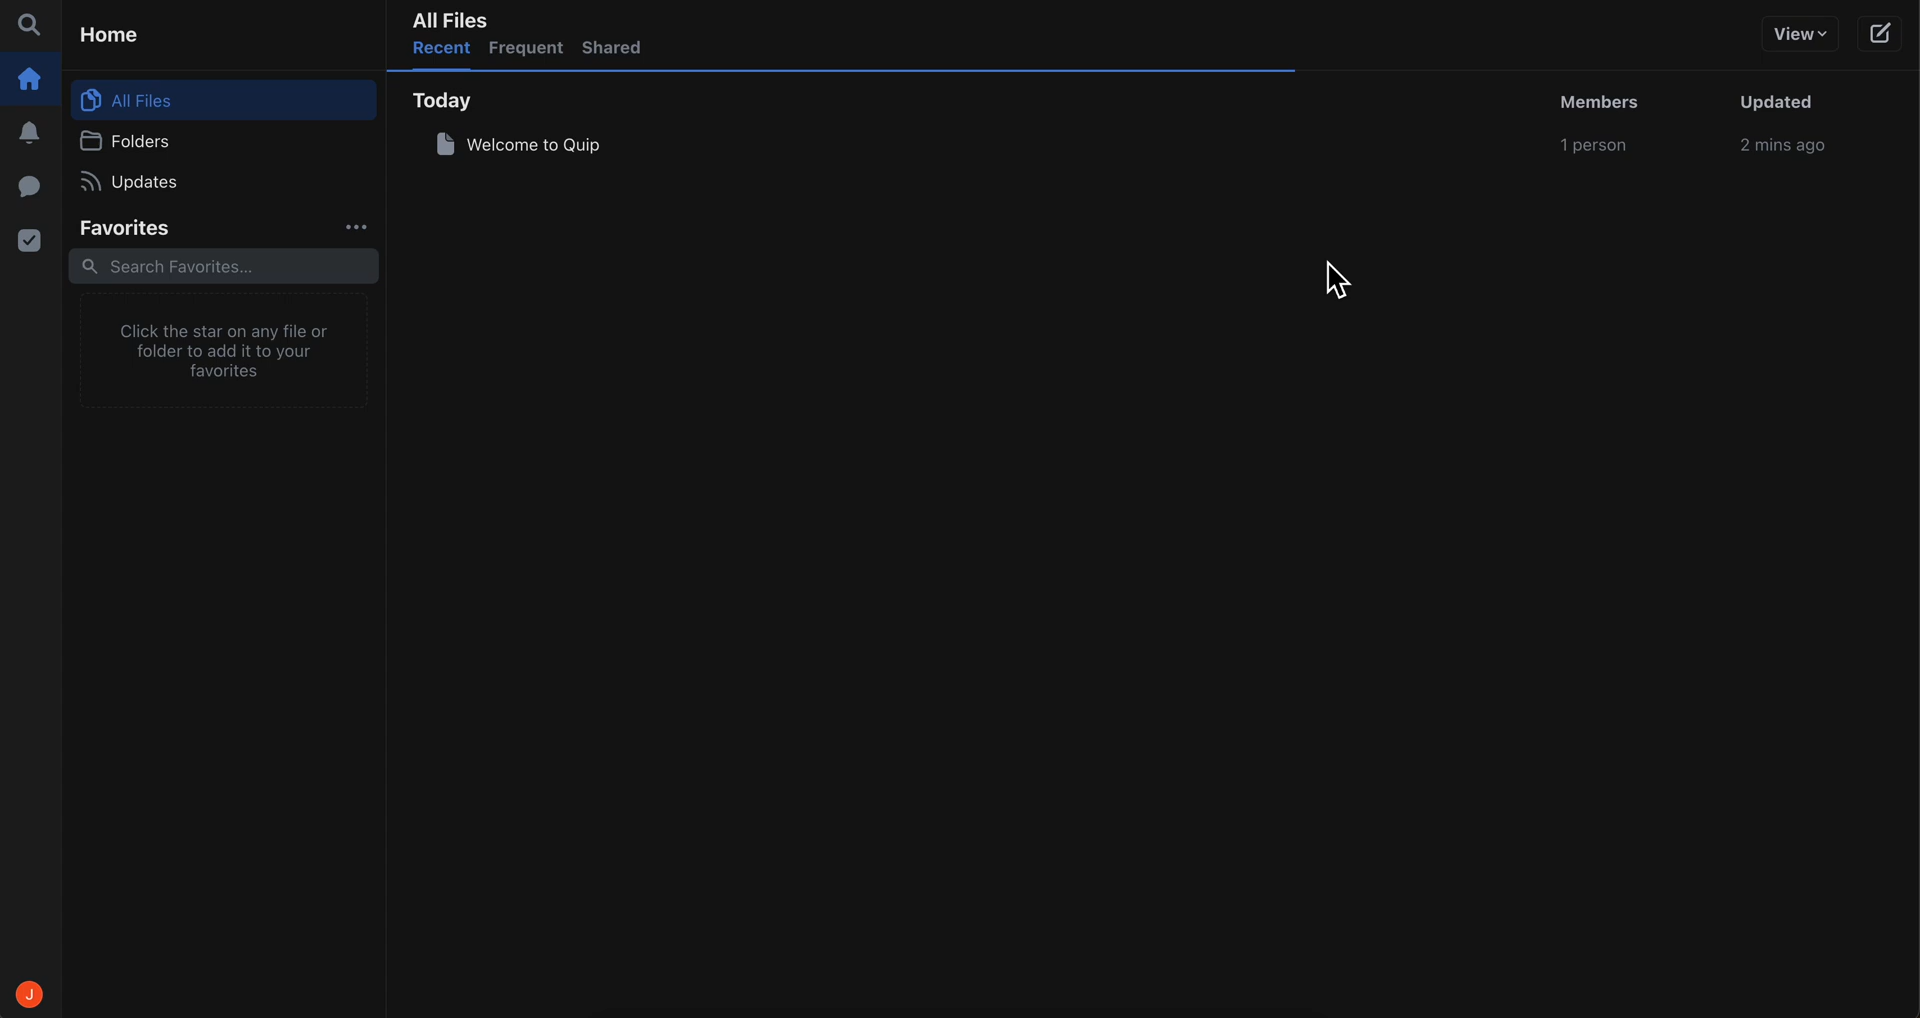 Home
All Files
Folders
Updates
Favorites
Search Favorites...
Click the star on any file or
folder to add it to your
favorites
J
All Files
Recent Frequent Shared
View
Today Members Updated
Welcome to Quip 1 person 2 mins ago